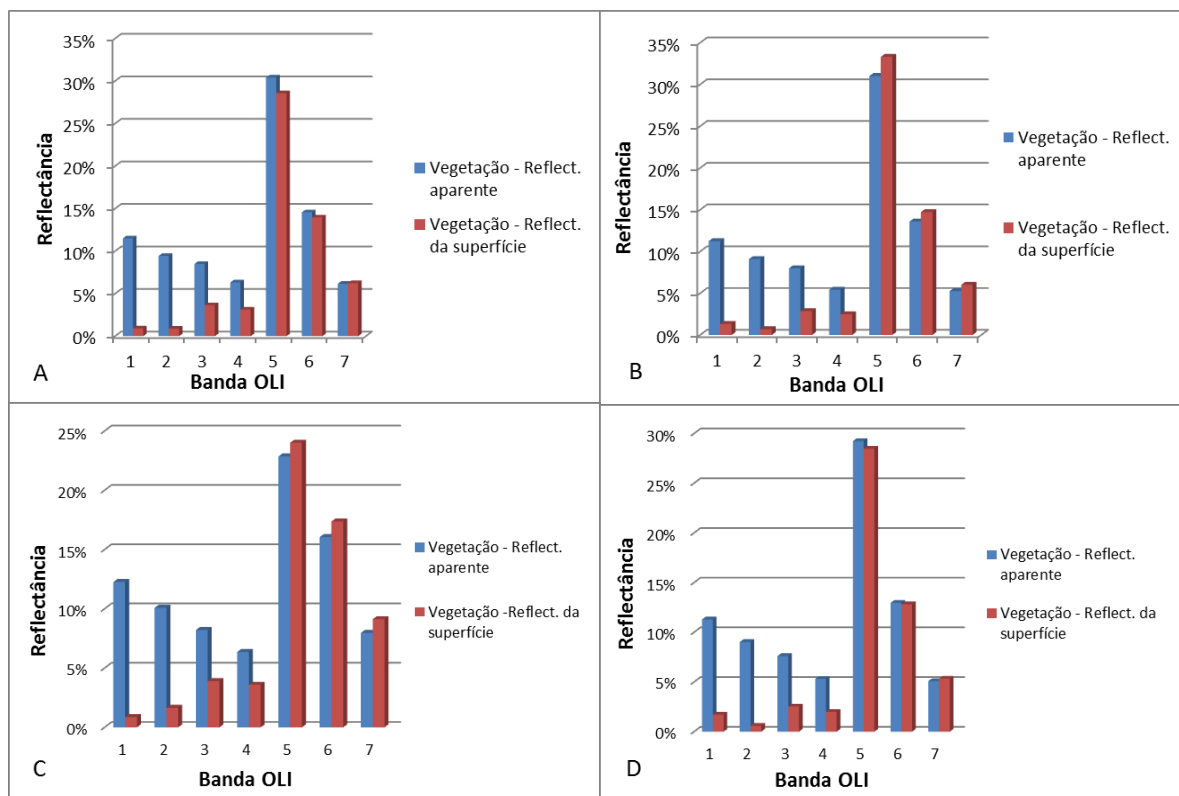 35%
30%
25%
20%
15%
10%
5%
0%
Reflectância
1 2 3 4 5 6 7
Banda OLI
A
Vegetação - Reflect.
aparente
Vegetação - Reflect.
da superfície
35%
30%
25%
20%
15%
10%
5%
0%
Reflectância
1 2 3 4 5 6 7
Banda OLI
B
Vegetação - Reflect.
aparente
Vegetação - Reflect.
da superfície
25%
20%
15%
10%
5%
0%
Reflectância
1 2 3 4 5 6 7
Banda OLI
C
Vegetação - Reflect.
aparente
Vegetação -Reflect. da
superfície
30%
25%
20%
15%
10%
5%
0%
Reflectância
1 2 3 4 5 6 7
Banda OLI
D
Vegetação - Reflect.
aparente
Vegetação - Reflect. da
superfície